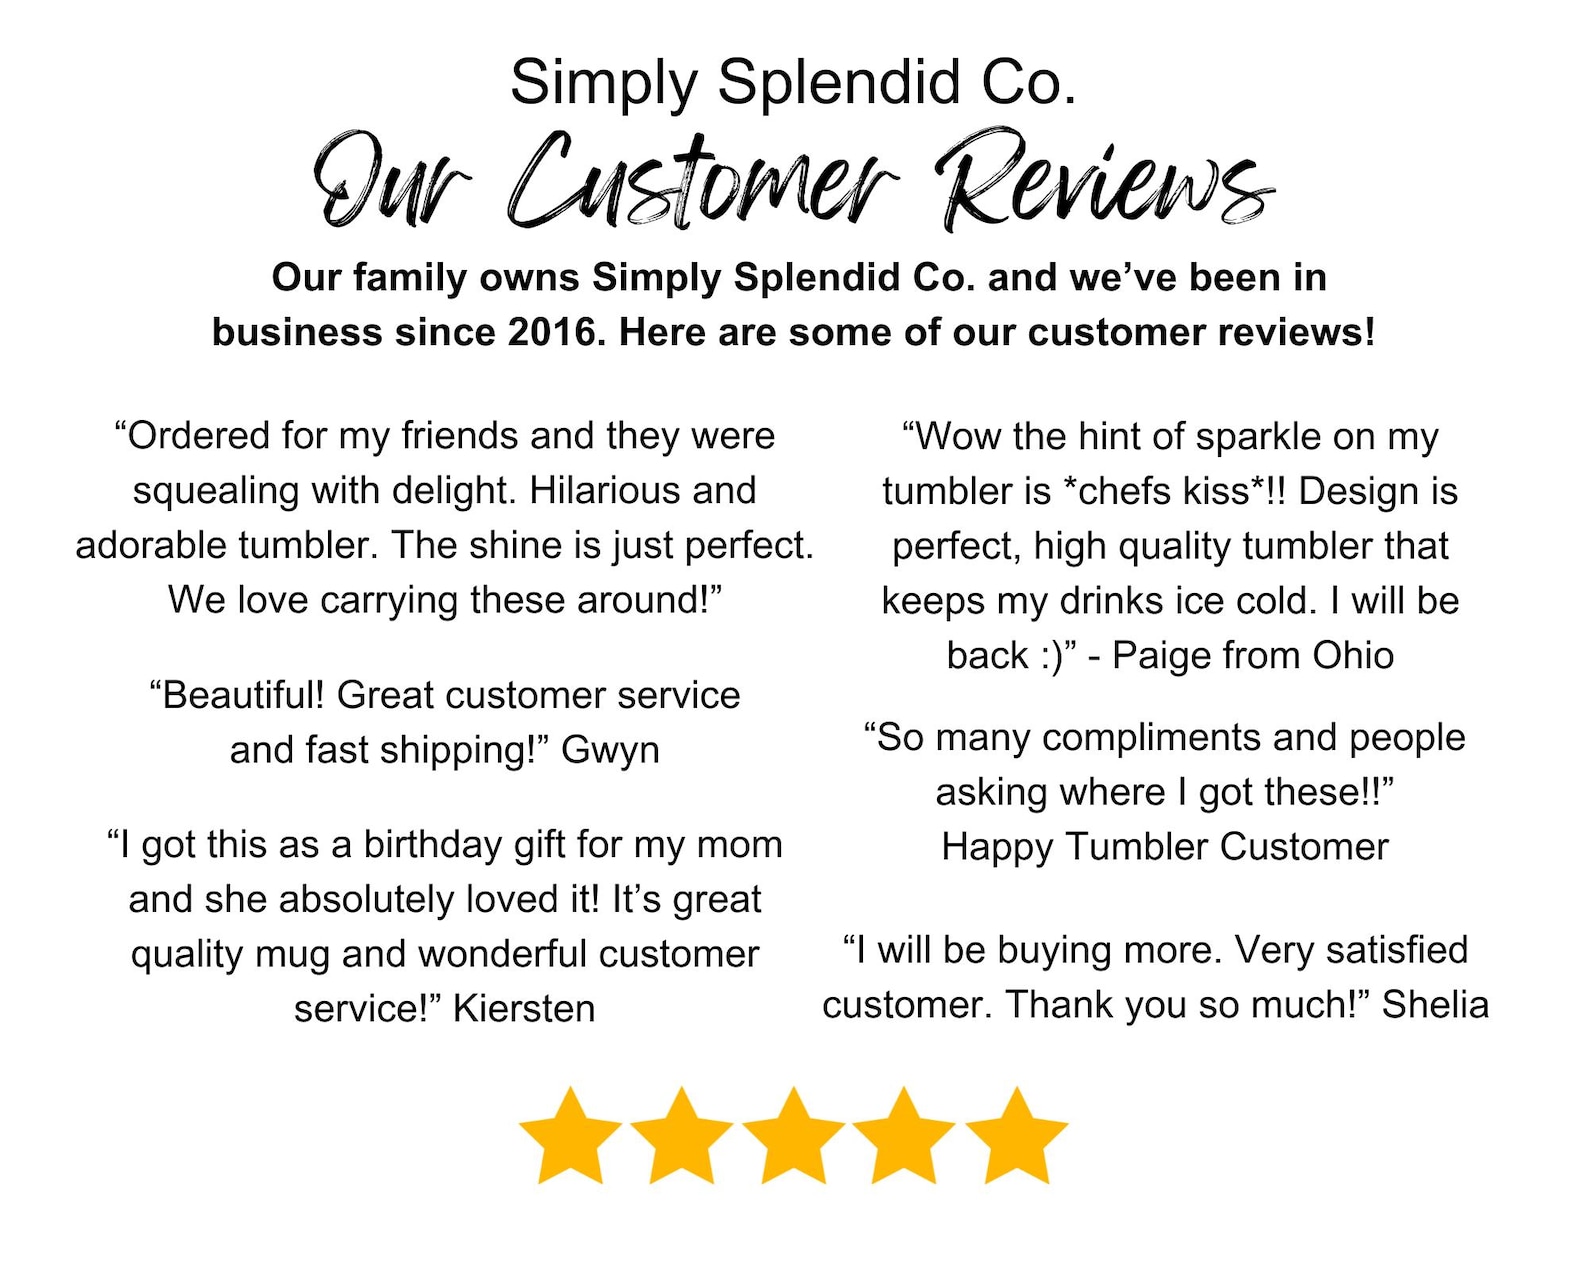 Simply Splendid Co.
Our Customer Reviews
Our family owns Simply Splendid Co. and we’ve been in
business since 2016. Here are some of our customer reviews!
“Ordered for my friends and they were
squealing with delight. Hilarious and
adorable tumbler. The shine is just perfect.
We love carrying these around!”
“Beautiful! Great customer service
and fast shipping!” Gwyn
“I got this as a birthday gift for my mom
and she absolutely loved it! It’s great
quality mug and wonderful customer
service!” Kiersten
“Wow the hint of sparkle on my
tumbler is *chefs kiss*!! Design is
perfect, high quality tumbler that
keeps my drinks ice cold. I will be
back :)” - Paige from Ohio
“So many compliments and people
asking where I got these!!”
Happy Tumbler Customer
“I will be buying more. Very satisfied
customer. Thank you so much!” Shelia